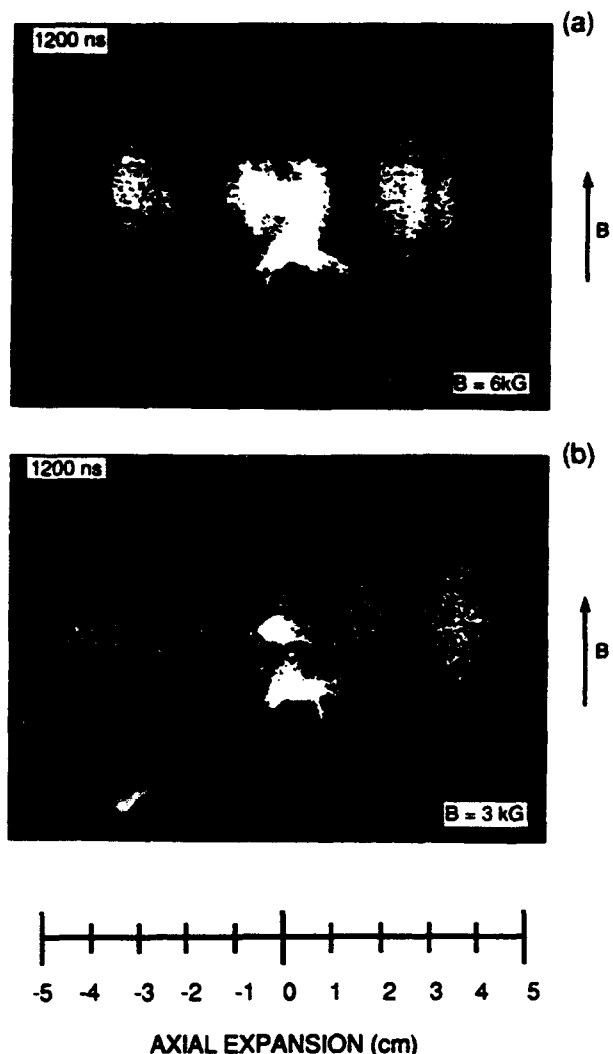 (a)
1200 ns
B
B = 6kG
(b)
1200 ns
B
B = 3 kG
-5 -4 -3 -2 -1 0 1 2 3 4 5
AXIAL EXPANSION (cm)